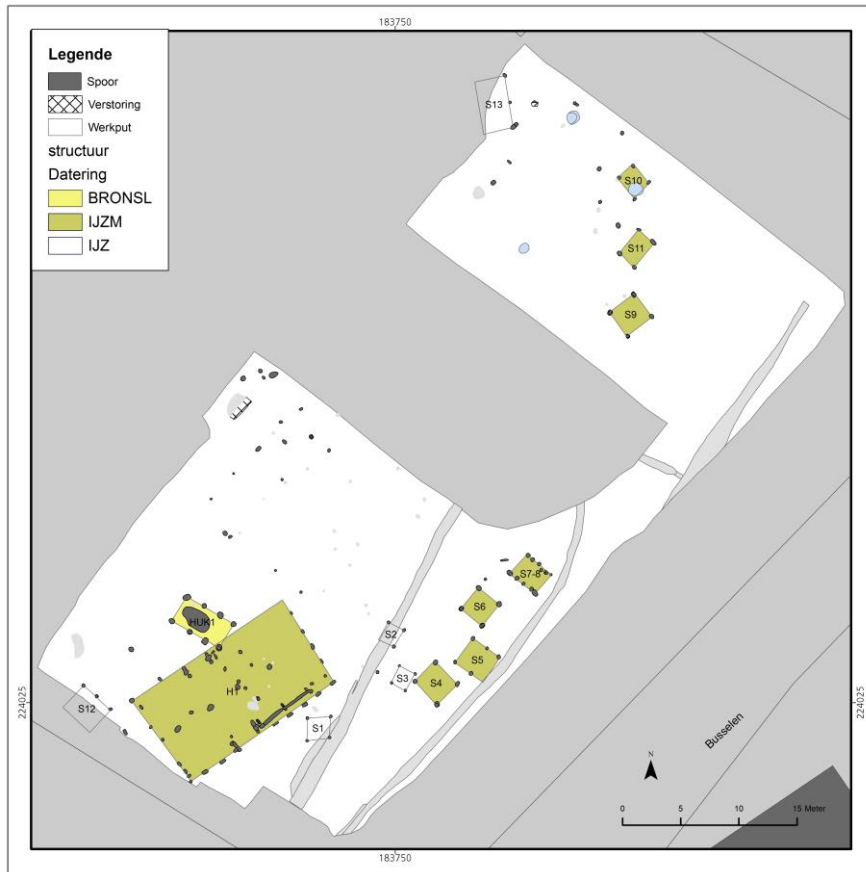 183750
Legende
Spoor
Verstoring
Werkput
structuur
Datering
BRONSL
IJZM
IJZ
S13
S10
S11
S9
S7-8
S6
HUK1
S2
S5
S3
S4
H1
224025
S12
S1
224025
Busselen
N
0 5 10 15 Meter
183750